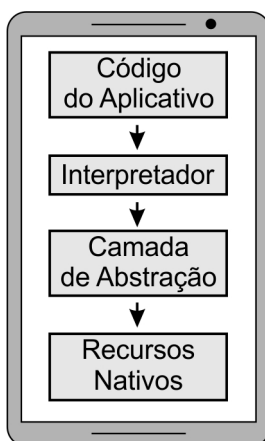 Código
do Aplicativo
Interpretador
Camada
de Abstração
Recursos
Nativos